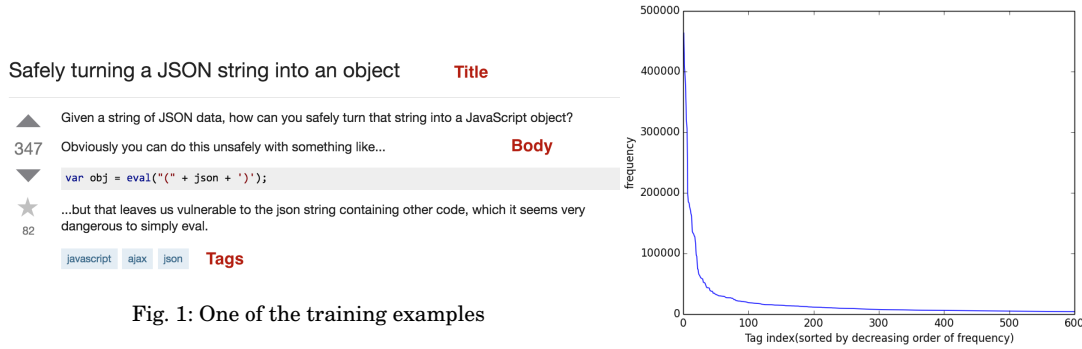 Safely turning a JSON string into an object Title
Given a string of JSON data, how can you safely turn that string into a JavaScript object?
347 Obviously you can do this unsafely with something like... Body
var obj = eval("(" + json + ')');
...but that leaves us vulnerable to the json string containing other code, which it seems very
82 dangerous to simply eval.
javascript ajax json Tags
Fig. 1: One of the training examples
500000
400000
300000
200000
100000
0
frequency
0 100 200 300 400 500 600
Tag index(sorted by decreasing order of frequency)